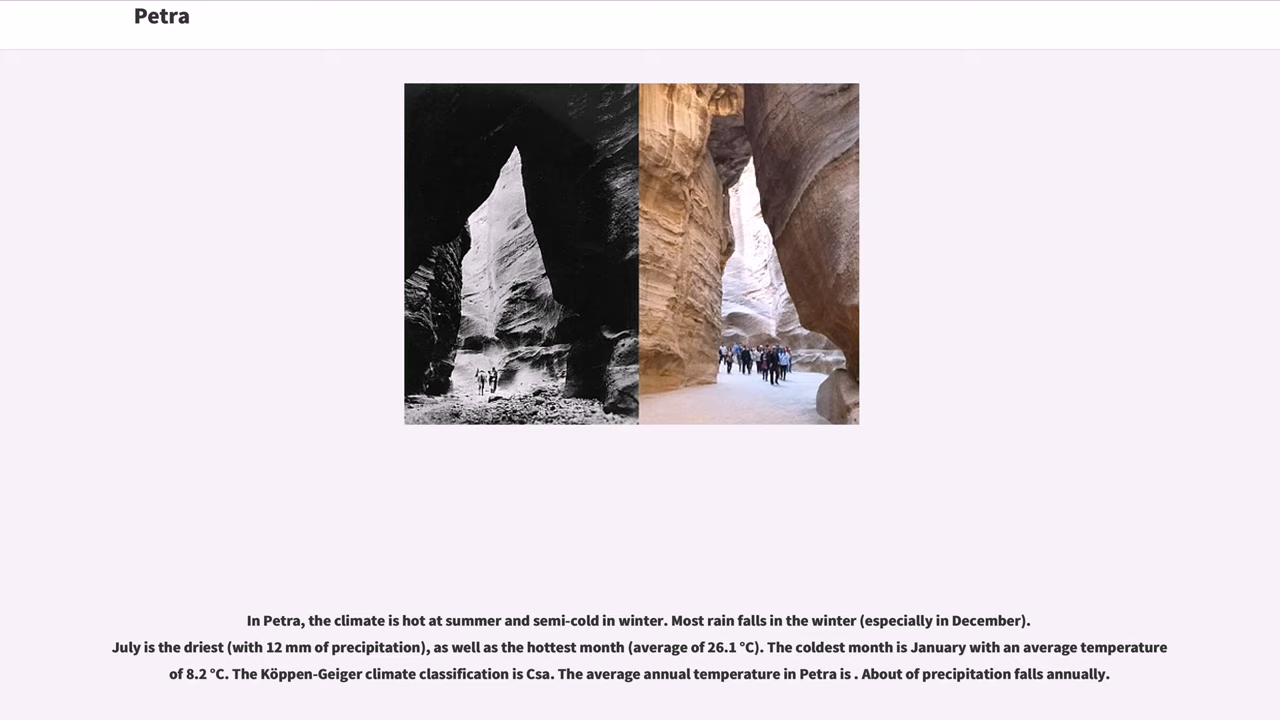 Petra
In Petra, the climate is hot at summer and semi-cold in winter. Most rain falls in the winter (especially in December).
July is the driest (with 12 mm of precipitation), as well as the hottest month (average of 26.1 °C). The coldest month is January with an average temperature
of 8.2 °C. The Köppen-Geiger climate classification is Csa. The average annual temperature in Petra is . About of precipitation falls annually.